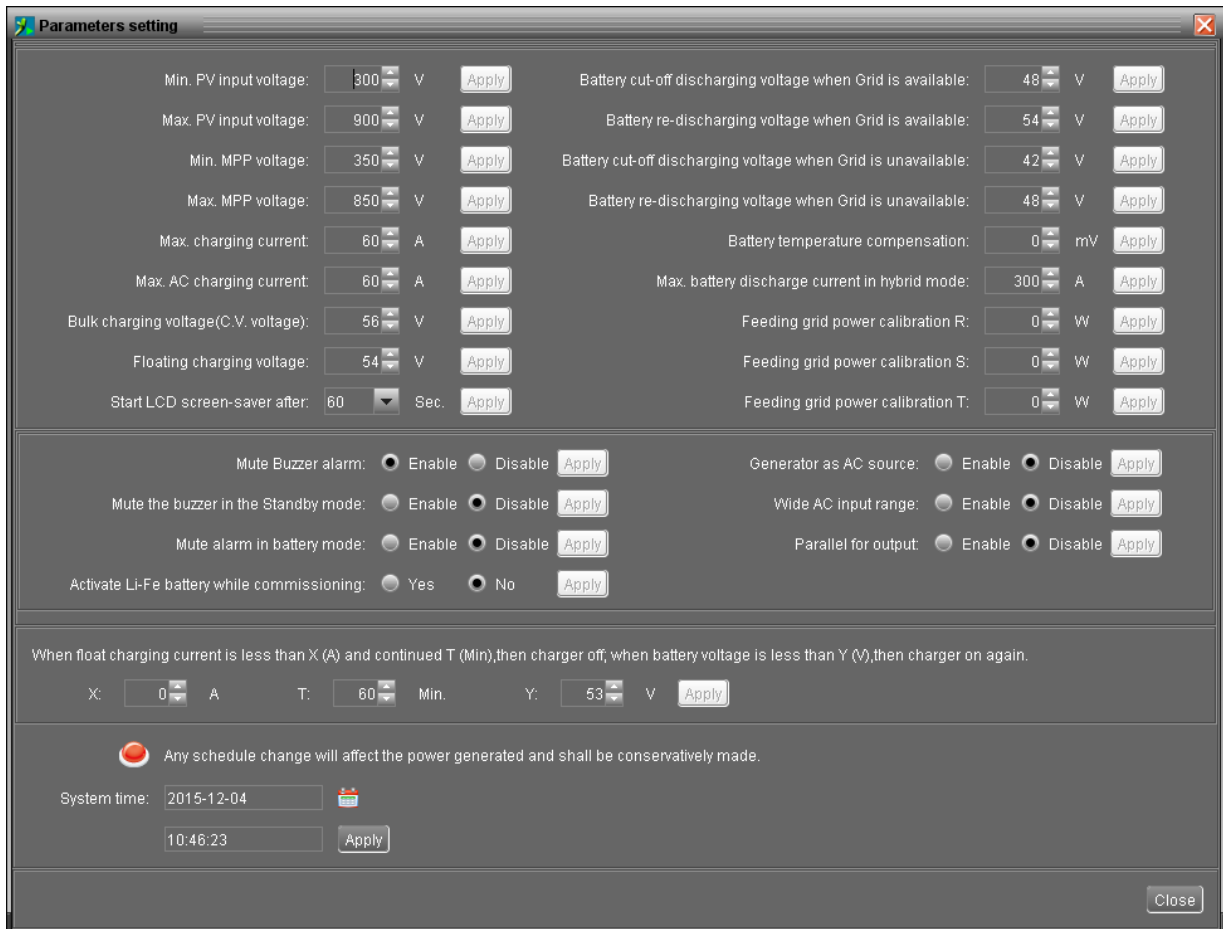 Parameters setting
Min. PV input voltage: 300 V Apply Battery cut-off discharging voltage when Grid is available: 48 V Apply
Max. PV input voltage: 900 V Apply Battery re-discharging voltage when Grid is available: 54 V Apply
Min. MPP voltage: 350 V Apply Battery cut-off discharging voltage when Grid is unavailable: 42 V Apply
Max. MPP voltage: 850 V Apply Battery re-discharging voltage when Grid is unavailable: 48 V Apply
Max. charging current: 60 A Apply Battery temperature compensation: 0 mV Apply
Max. AC charging current: 60 A Apply Max. battery discharge current in hybrid mode: 300 A Apply
Bulk charging voltage(C.V. voltage): 56 V Apply Feeding grid power calibration R: 0 W Apply
Floating charging voltage: 54 V Apply Feeding grid power calibration S: 0 W Apply
Start LCD screen-saver after: 60 Sec. Apply Feeding grid power calibration T: 0 W Apply
Mute Buzzer alarm: Enable Disable Apply Generator as AC source: Enable Disable Apply
Mute the buzzer in the Standby mode: Enable Disable Apply Wide AC input range: Enable Disable Apply
Mute alarm in battery mode: Enable Disable Apply Parallel for output: Enable Disable Apply
Activate Li-Fe battery while commissioning: Yes No Apply
When float charging current is less than X (A) and continued T (Min),then charger off; when battery voltage is less than Y (V),then charger on again.
X: 0 A T: 60 Min. Y: 53 V Apply
Any schedule change will affect the power generated and shall be conservatively made.
System time: 2015-12-04
10:46:23 Apply
Close